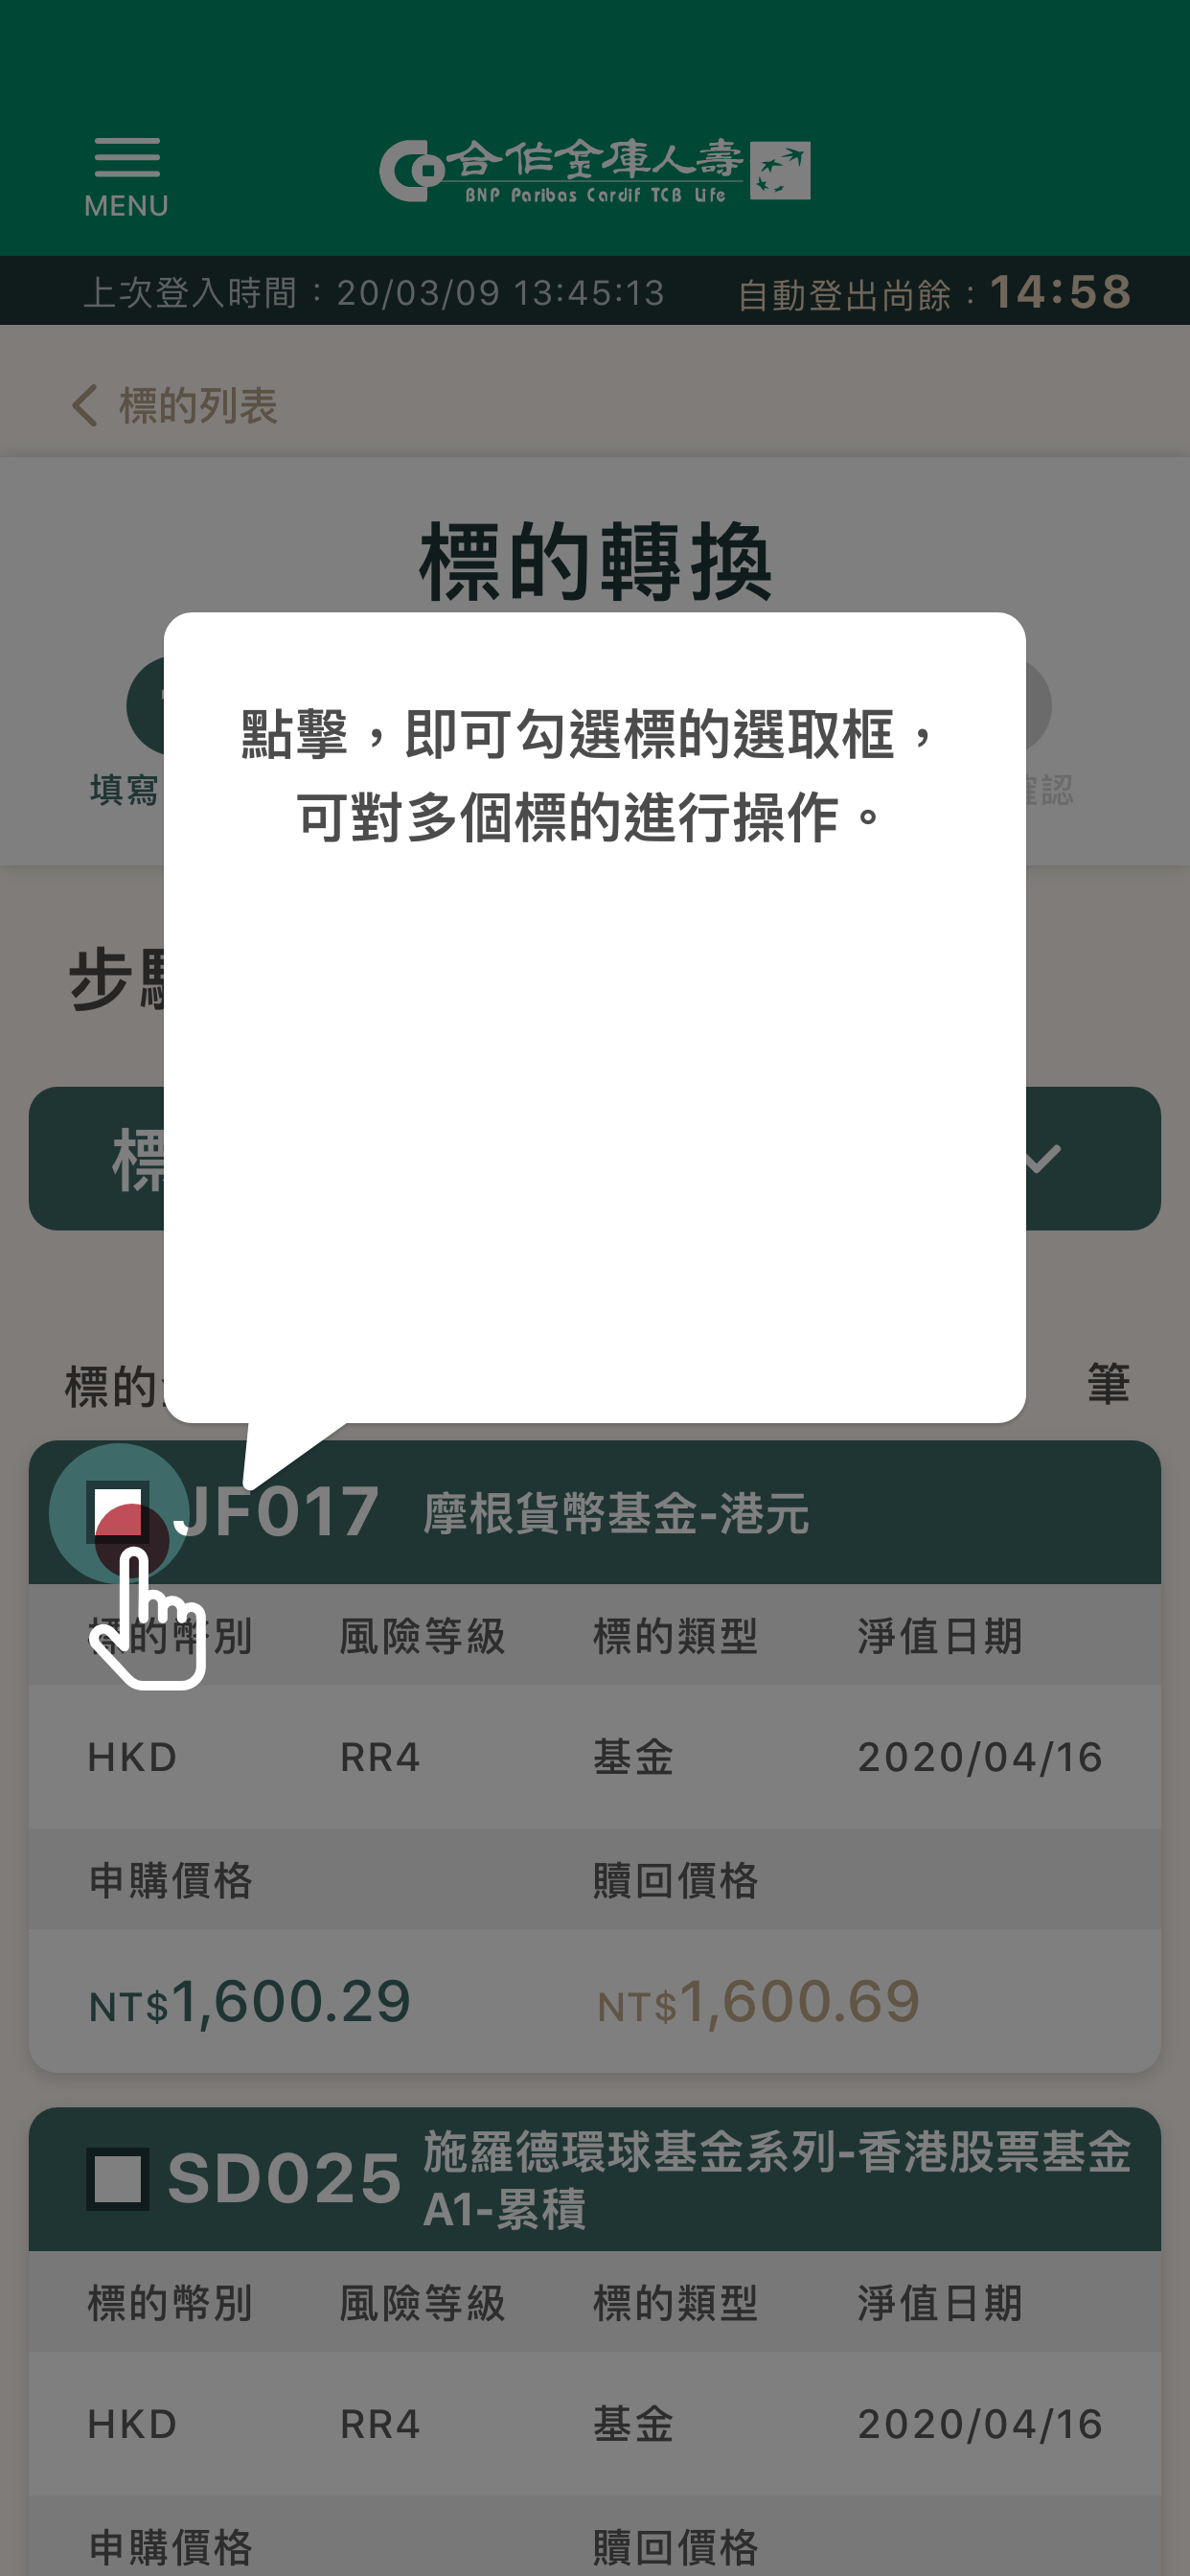 MENU
合作金庫人壽
BNP Paribas Cardif TCB Life
上次登入時間：20/03/09 13:45:13
自動登出尚餘：14:58
標的列表
標的轉換
點擊，即可勾選標的選取框，
可對多個標的進行操作。
填寫
確認
步驟
標
標的
筆
JF017 摩根貨幣基金-港元
標的幣別 風險等級 標的類型 淨值日期
HKD RR4 基金 2020/04/16
申購價格 贖回價格
NT$1,600.29 NT$1,600.69
SD025 施羅德環球基金系列-香港股票基金
A1-累積
標的幣別 風險等級 標的類型 淨值日期
HKD RR4 基金 2020/04/16
申購價格 贖回價格